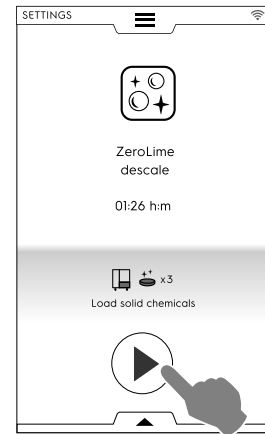 SETTINGS
ZeroLime
descale
01:26 h:m
x3
Load solid chemicals